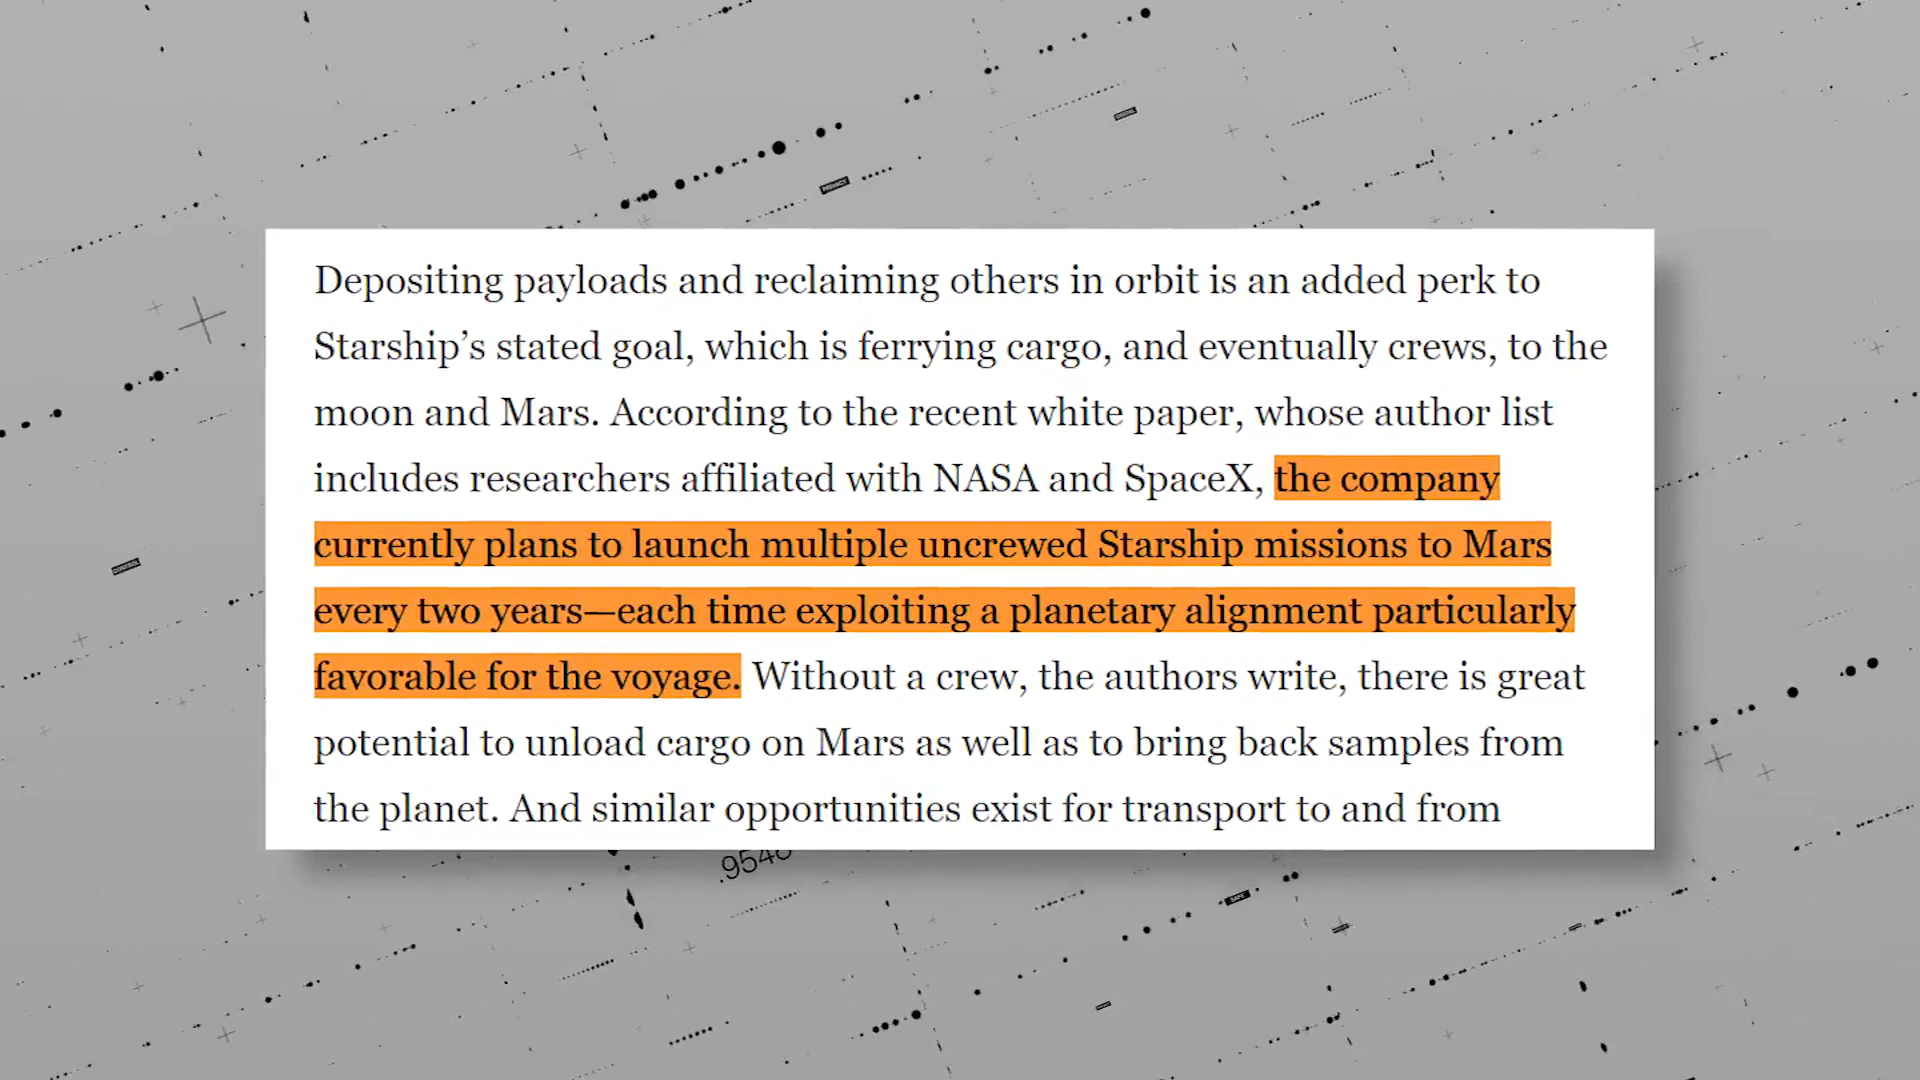 PRIVACY
Depositing payloads and reclaiming others in orbit is an added perk to
Starship’s stated goal, which is ferrying cargo, and eventually crews, to the
moon and Mars. According to the recent white paper, whose author list
includes researchers affiliated with NASA and SpaceX, the company
currently plans to launch multiple uncrewed Starship missions to Mars
every two years—each time exploiting a planetary alignment particularly
favorable for the voyage. Without a crew, the authors write, there is great
potential to unload cargo on Mars as well as to bring back samples from
the planet. And similar opportunities exist for transport to and from
CONTROL